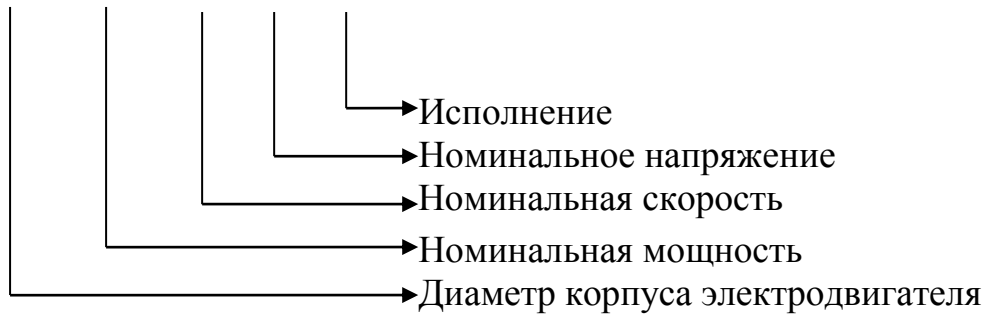 Исполнение
Номинальное напряжение
Номинальная скорость
Номинальная мощность
Диаметр корпуса электродвигателя